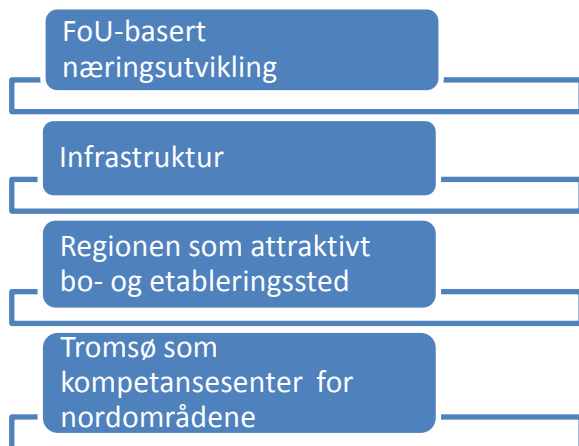 FoU-basert
næringsutvikling
Infrastruktur
Regionen som attraktivt
bo- og etableringssted
Tromsø som
kompetansesenter for
nordområdene